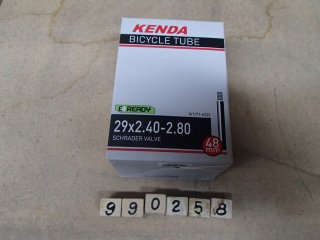 KENDA
BICYCLE TUBE
E READY
29x2.40-2.80
SCHRADER VALVE
48
mm
990258